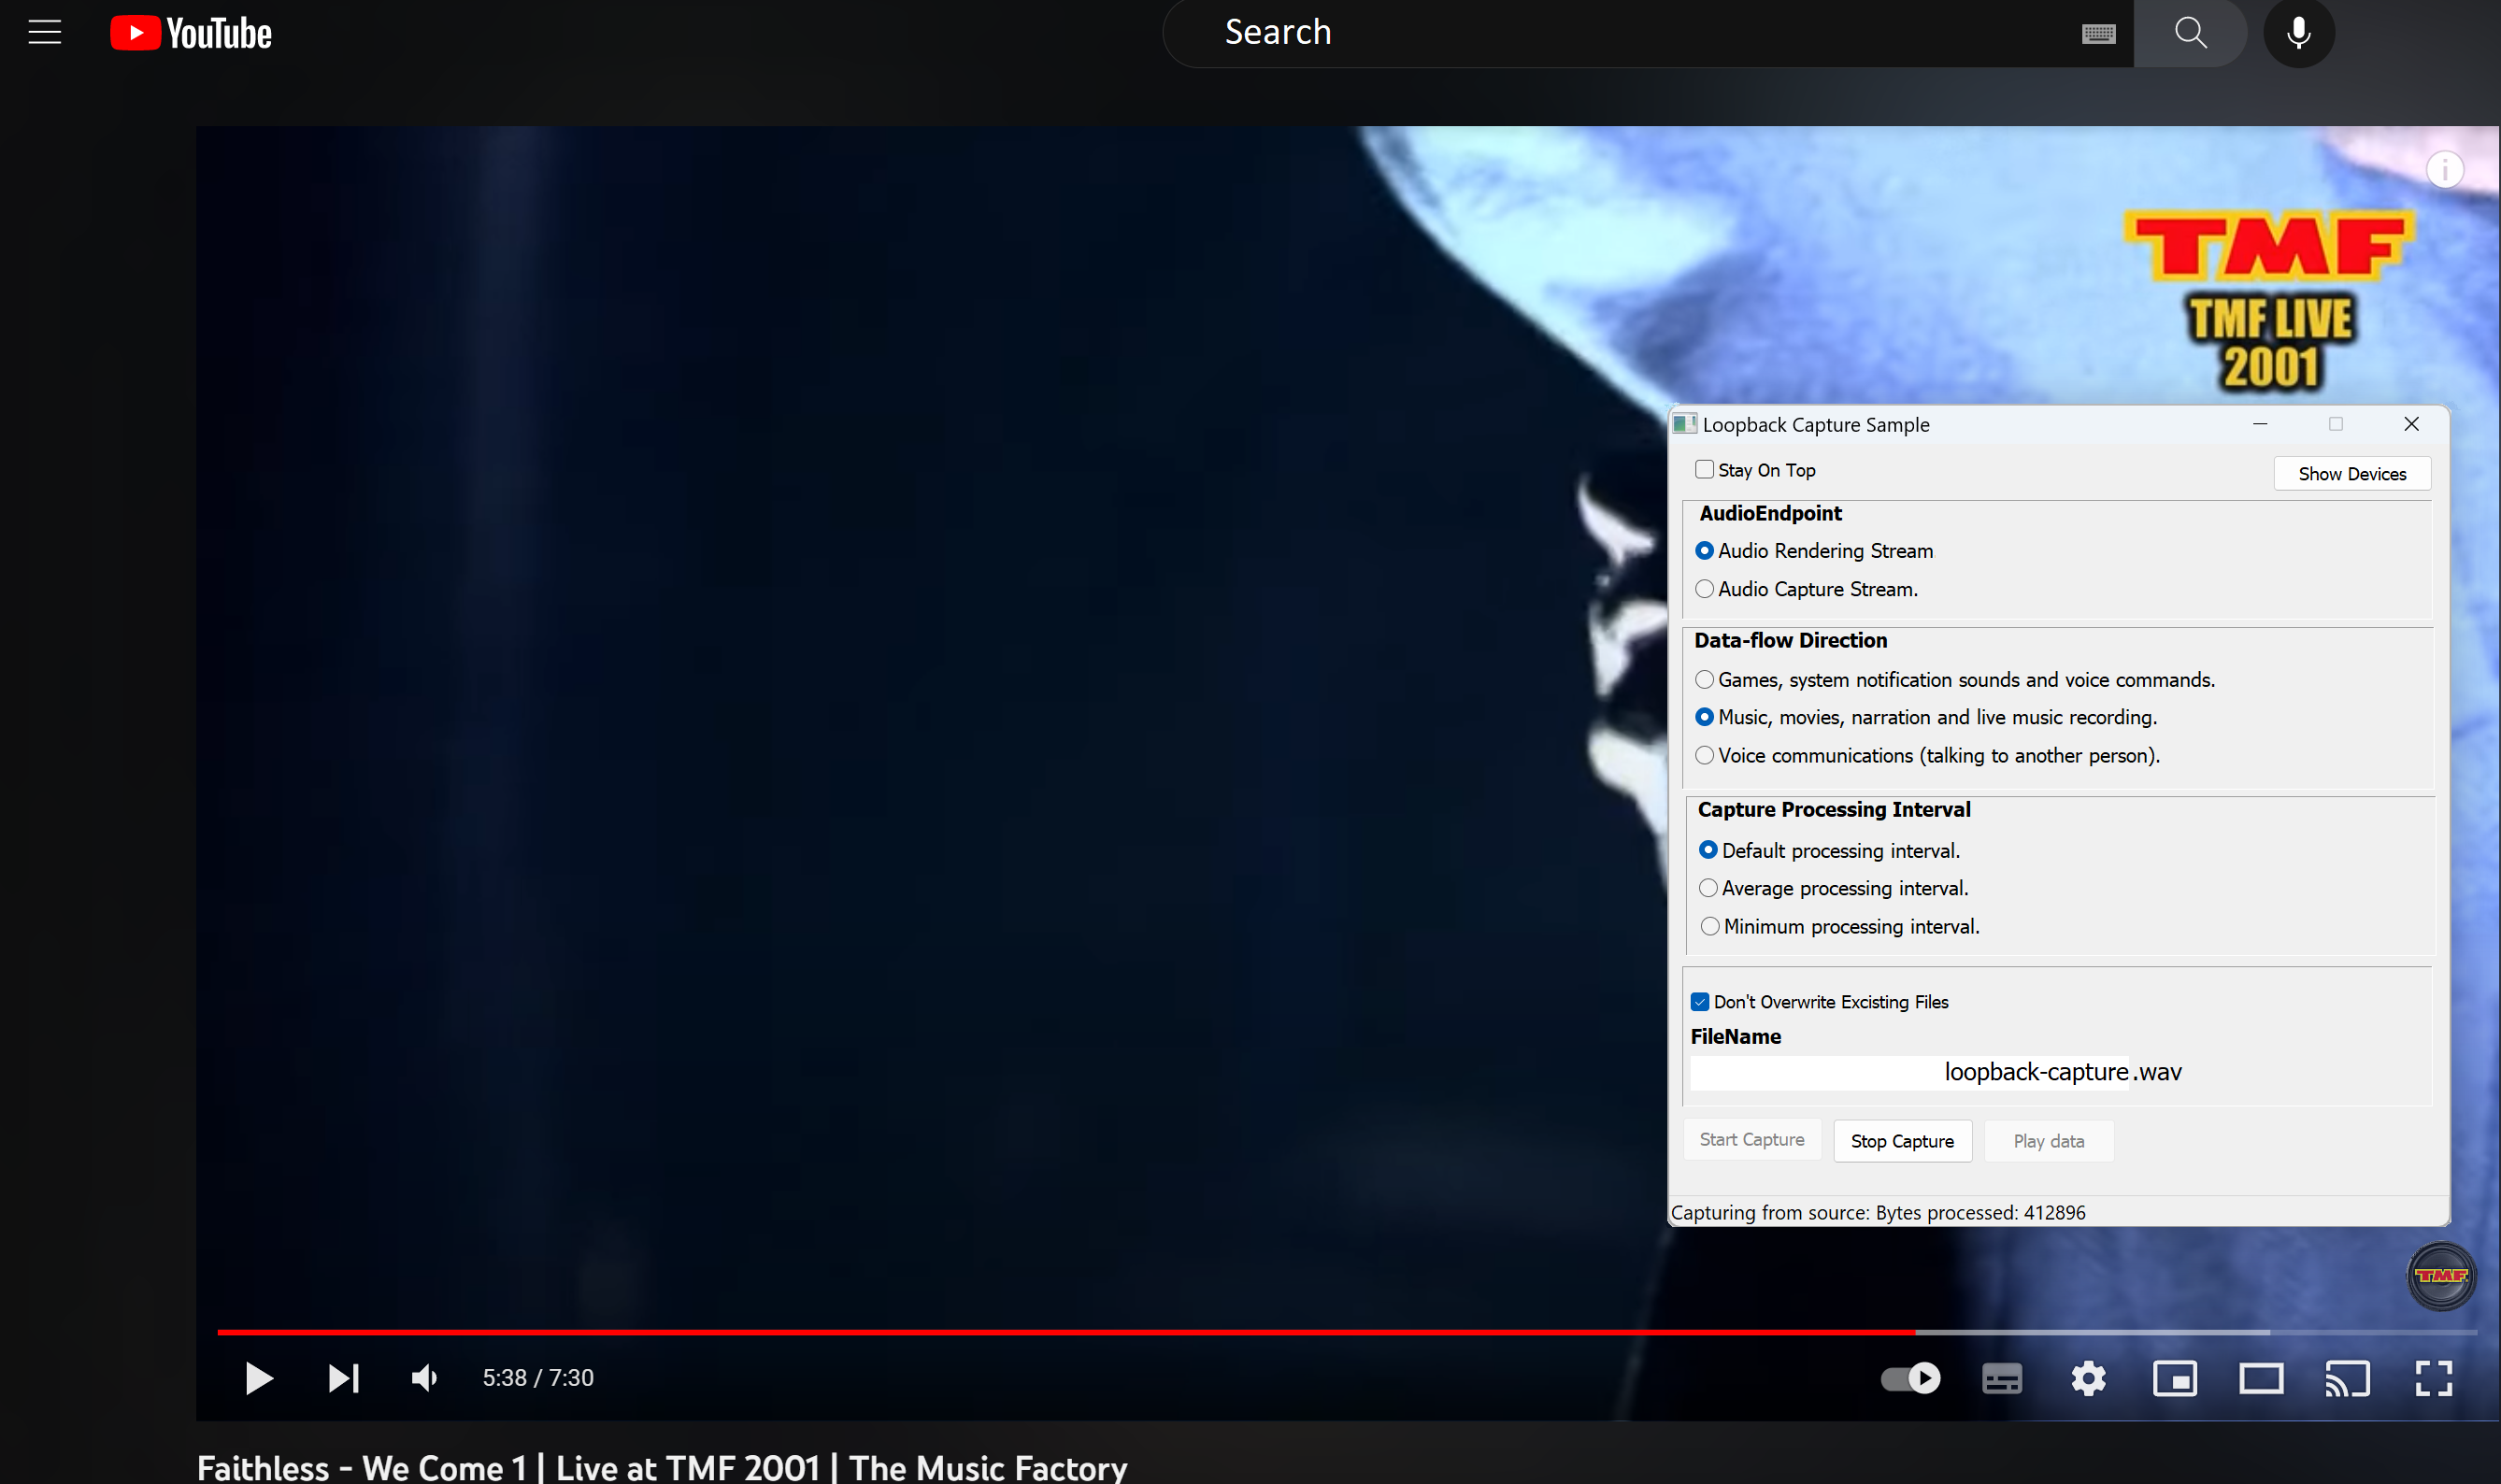 YouTube
Search
TMF
TMF LIVE
2001
Loopback Capture Sample
Stay On Top
Show Devices
AudioEndpoint
Audio Rendering Stream
Audio Capture Stream.
Data-flow Direction
Games, system notification sounds and voice commands.
Music, movies, narration and live music recording.
Voice communications (talking to another person).
Capture Processing Interval
Default processing interval.
Average processing interval.
Minimum processing interval.
Don't Overwrite Excisting Files
FileName
loopback-capture.wav
Start Capture
Stop Capture
Play data
Capturing from source: Bytes processed: 412896
TMF
5:38 / 7:30
Faithless - We Come 1 | Live at TMF 2001 | The Music Factory